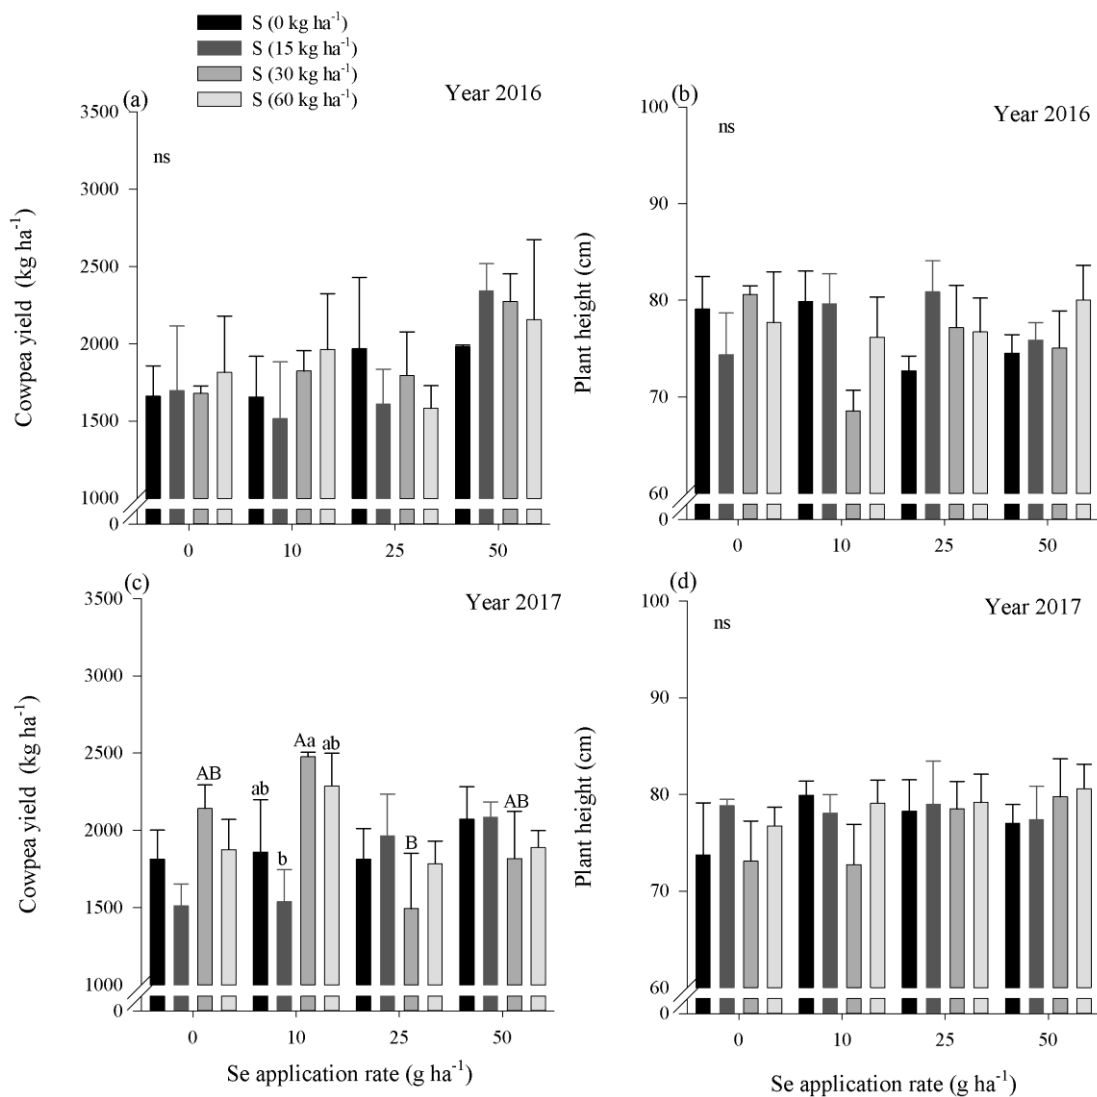 S (0 kg ha⁻¹)
S (15 kg ha⁻¹)
S (30 kg ha⁻¹)
S (60 kg ha⁻¹)
(a)
Year 2016
3500
3000
2500
2000
1500
1000
0
ns
Cowpea yield (kg ha⁻¹)
0 10 25 50
(b)
Year 2016
100
90
80
70
60
0
ns
Plant height (cm)
0 10 25 50
(c)
Year 2017
3500
3000
2500
2000
1500
1000
0
Cowpea yield (kg ha⁻¹)
AB
ab
b
Aa
ab
B
AB
0 10 25 50
Se application rate (g ha⁻¹)
(d)
Year 2017
100
90
80
70
60
0
ns
Plant height (cm)
0 10 25 50
Se application rate (g ha⁻¹)